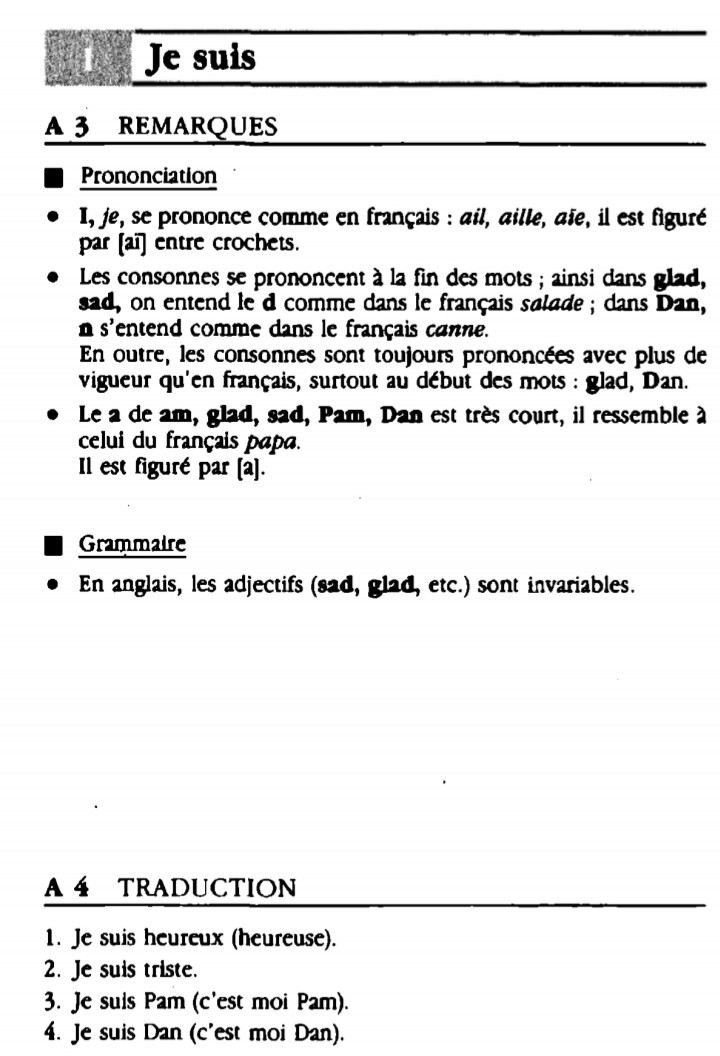 1 Je suis
A 3 REMARQUES
■ Prononciation
• I, je, se prononce comme en français : ail, aille, aïe, il est figuré
par [aï] entre crochets.
• Les consonnes se prononcent à la fin des mots ; ainsi dans glad,
sad, on entend le d comme dans le français salade ; dans Dan,
n s'entend comme dans le français canne.
En outre, les consonnes sont toujours prononcées avec plus de
vigueur qu'en français, surtout au début des mots : glad, Dan.
• Le a de am, glad, sad, Pam, Dan est très court, il ressemble à
celui du français papa.
Il est figuré par [a].
■ Grammaire
• En anglais, les adjectifs (sad, glad, etc.) sont invariables.
A 4 TRADUCTION
1. Je suis heureux (heureuse).
2. Je suis triste.
3. Je suis Pam (c'est moi Pam).
4. Je suis Dan (c'est moi Dan).